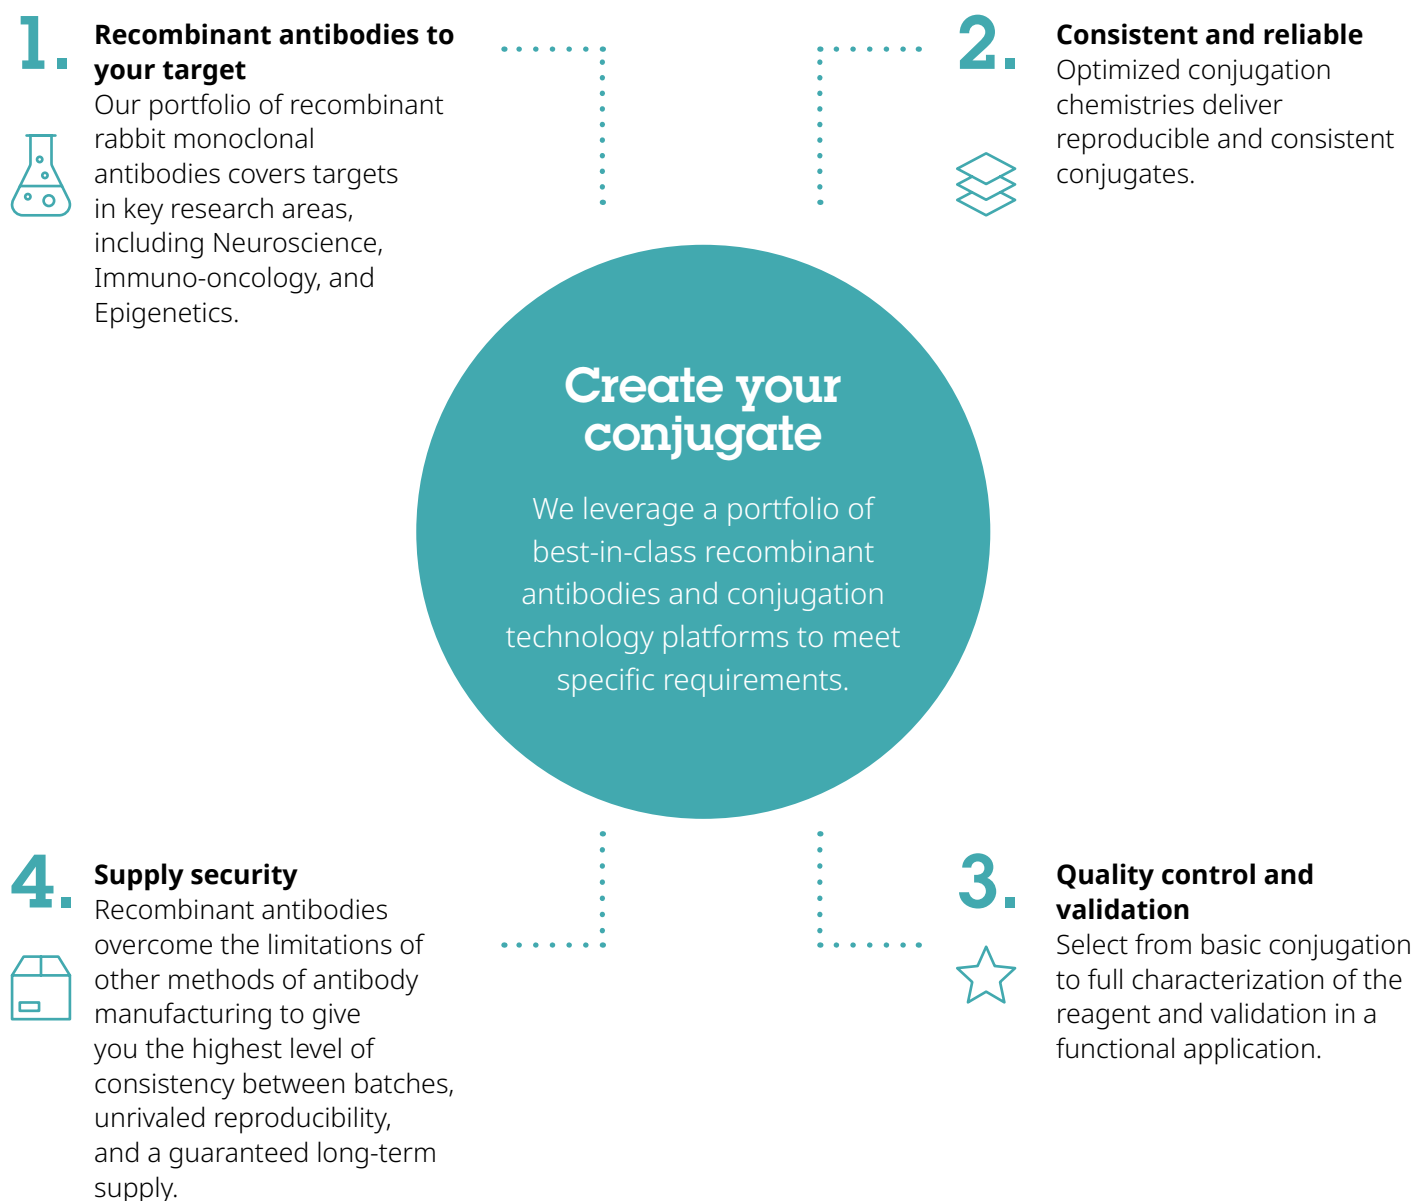 1.
Recombinant antibodies to
your target
Our portfolio of recombinant
rabbit monoclonal
antibodies covers targets
in key research areas,
including Neuroscience,
Immuno-oncology, and
Epigenetics.
2.
Consistent and reliable
Optimized conjugation
chemistries deliver
reproducible and consistent
conjugates.
Create your
conjugate
We leverage a portfolio of
best-in-class recombinant
antibodies and conjugation
technology platforms to meet
specific requirements.
4.
Supply security
Recombinant antibodies
overcome the limitations of
other methods of antibody
manufacturing to give
you the highest level of
consistency between batches,
unrivaled reproducibility,
and a guaranteed long-term
supply.
3.
Quality control and
validation
Select from basic conjugation
to full characterization of the
reagent and validation in a
functional application.